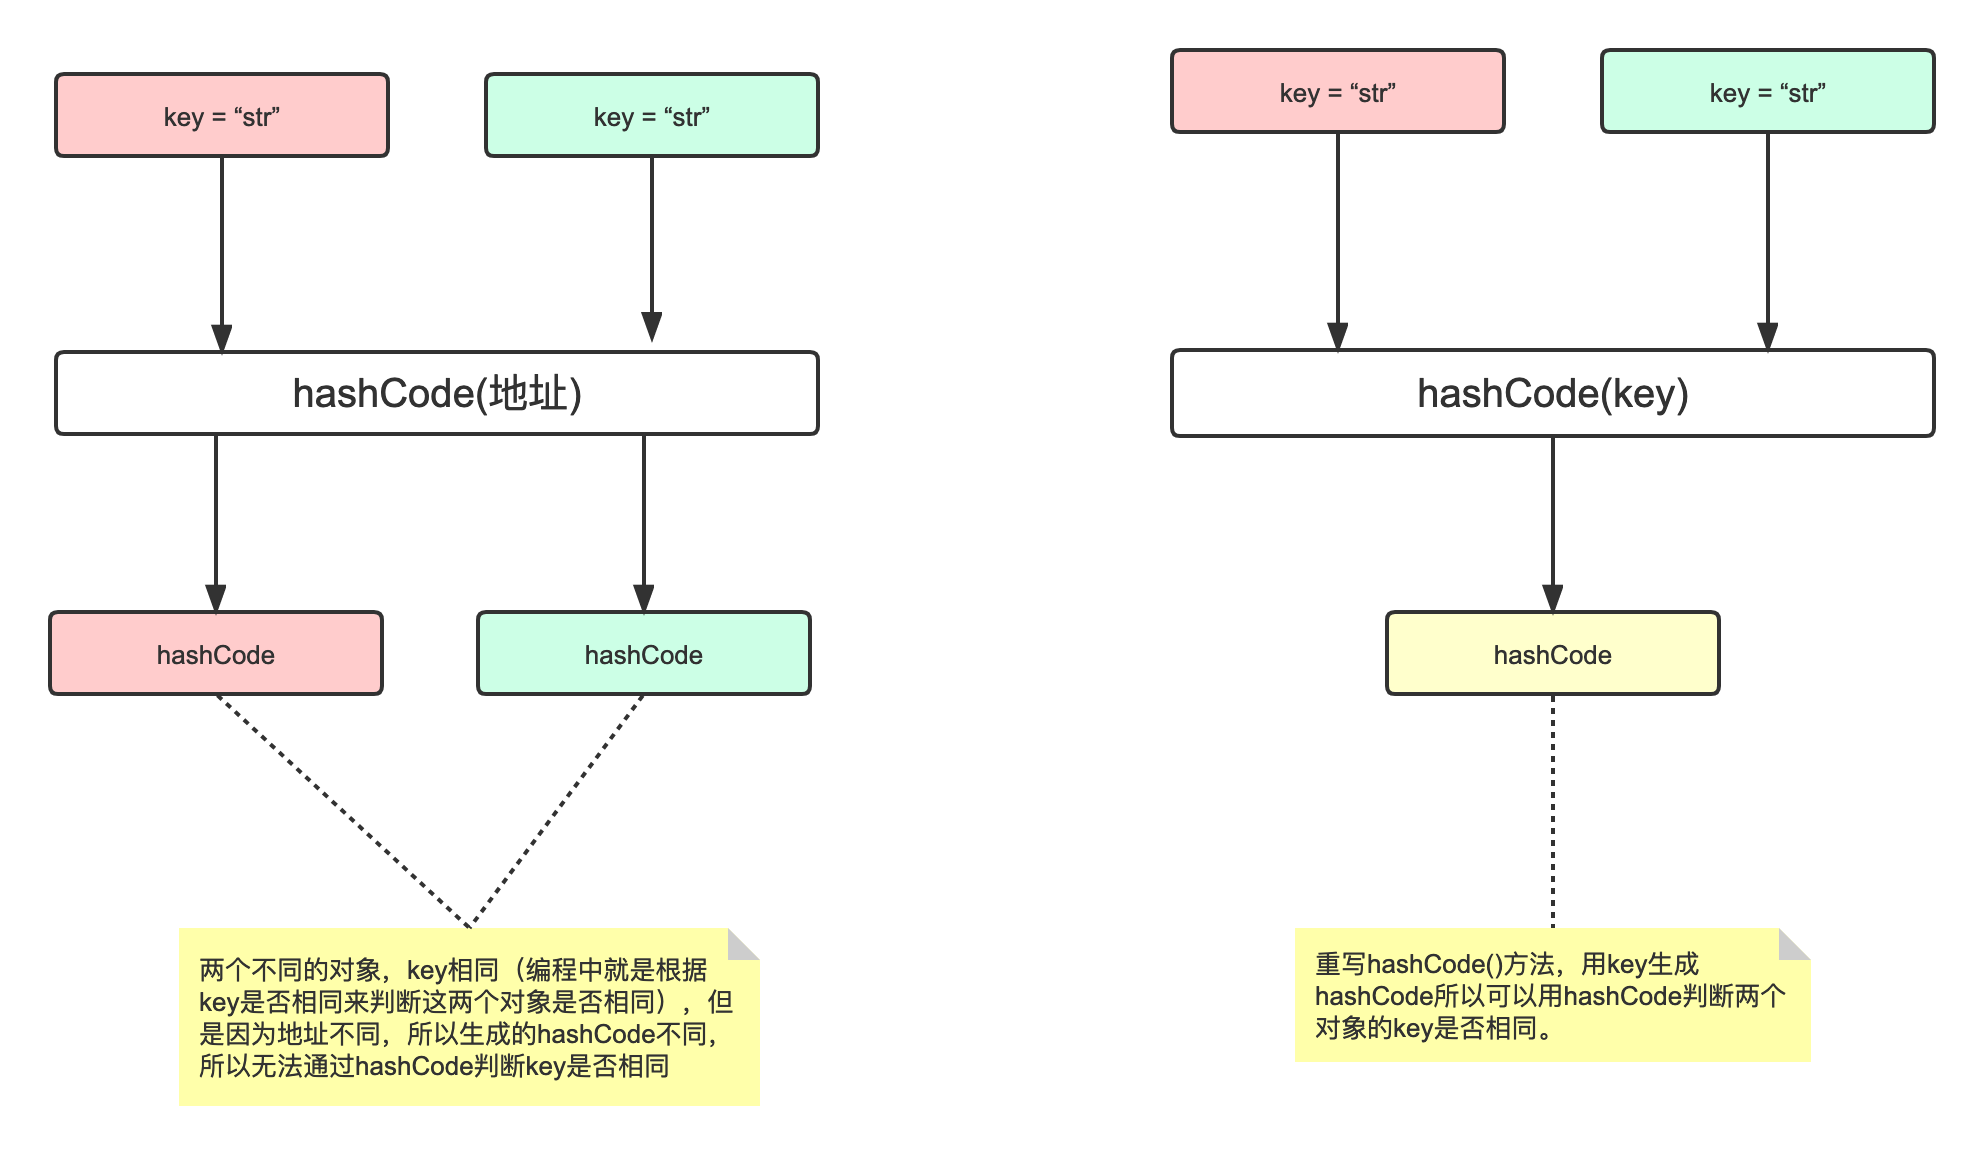 key = “str”
key = “str”
hashCode(地址)
hashCode
hashCode
两个不同的对象，key相同（编程中就是根据
key是否相同来判断这两个对象是否相同），但
是因为地址不同，所以生成的hashCode不同，
所以无法通过hashCode判断key是否相同
key = “str”
key = “str”
hashCode(key)
hashCode
重写hashCode()方法，用key生成
hashCode所以可以用hashCode判断两个
对象的key是否相同。